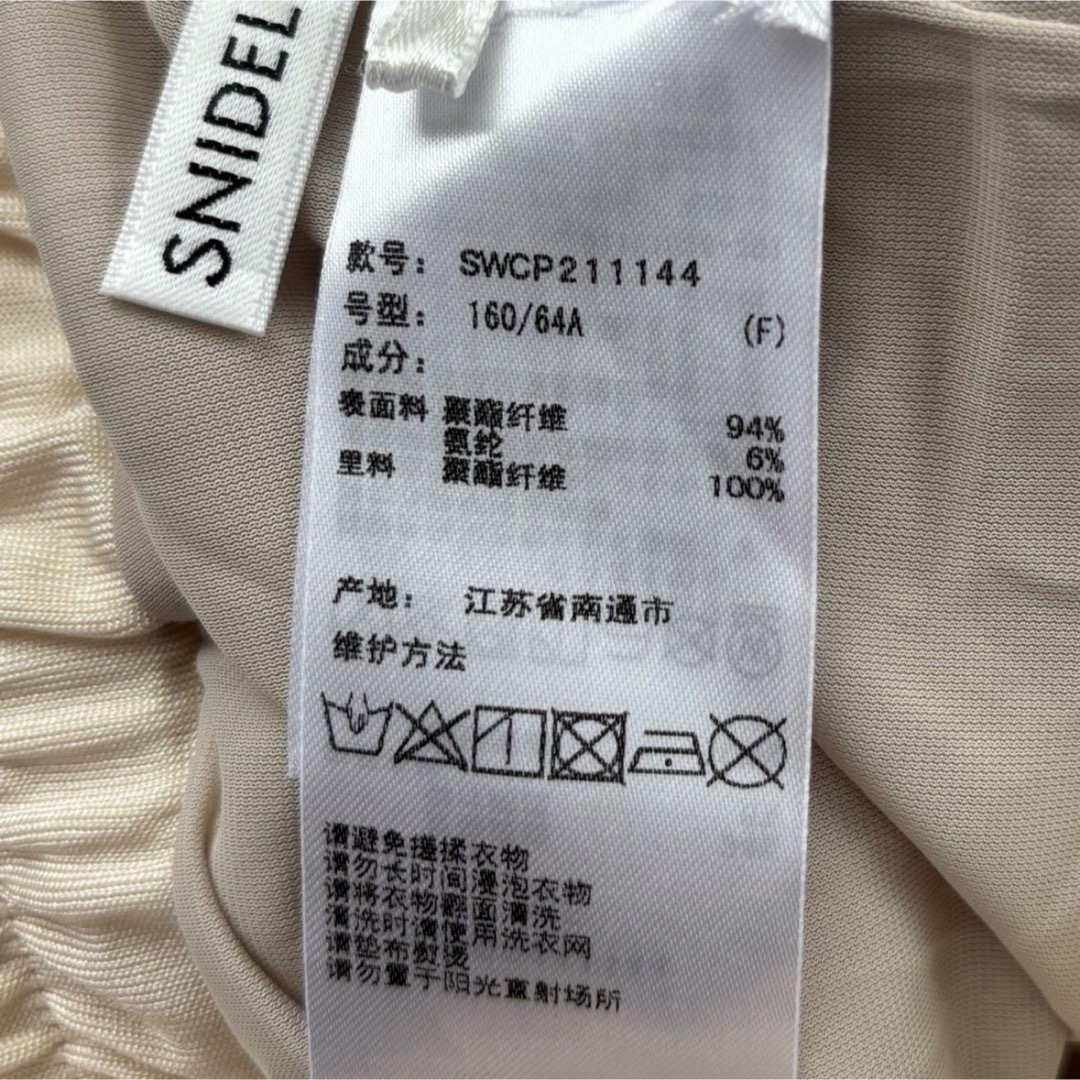 SNIDEL
款号： SWCP211144
号型： 160/64A (F)
成分：
表面料 聚酯纤维 94%
氨纶 6%
里料 聚酯纤维 100%
产地： 江苏省南通市
维护方法
请避免搓揉衣物
请勿长时间浸泡衣物
请将衣物翻面清洗
清洗时请使用洗衣网
请垫布熨烫
请勿置于阳光直射场所